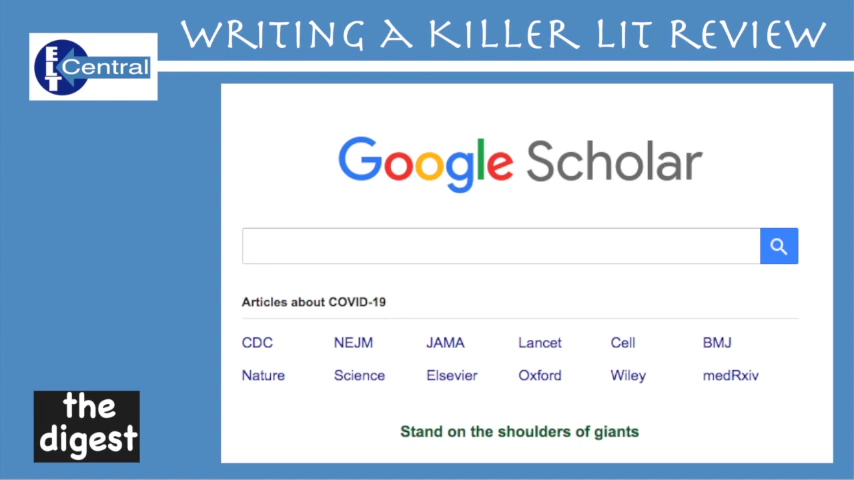 WRITING A KILLER LIT REVIEW
ELT Central
Google Scholar
Articles about COVID-19
CDC NEJM JAMA Lancet Cell BMJ
Nature Science Elsevier Oxford Wiley medRxiv
the
digest
Stand on the shoulders of giants